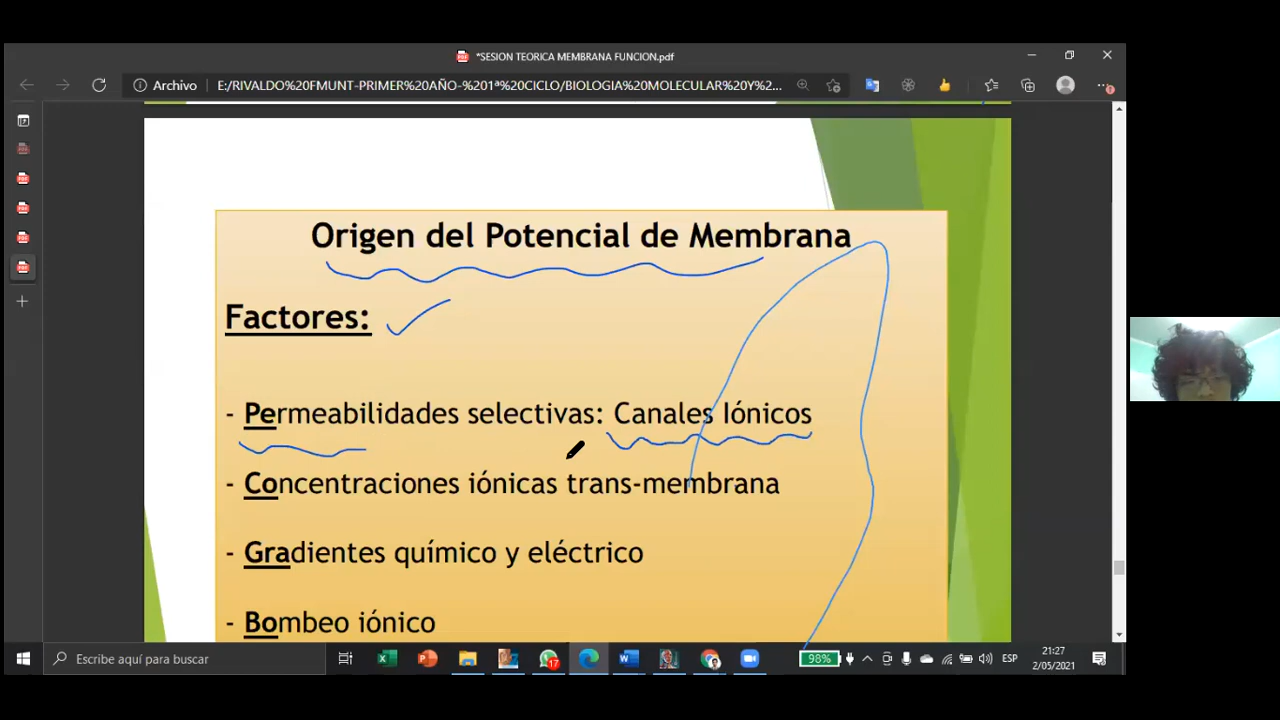 *SESION TEORICA MEMBRANA FUNCION.pdf
Archivo
E:/RIVALDO%20FMUNT-PRIMER%20AÑO-%201ª%20CICLO/BIOLOGIA%20MOLECULAR%20Y%2...
Origen del Potencial de Membrana
Factores:
- Permeabilidades selectivas: Canales Iónicos
- Concentraciones iónicas trans-membrana
- Gradientes químico y eléctrico
- Bombeo iónico
Escribe aquí para buscar
17
98%
ESP
21:27
2/05/2021